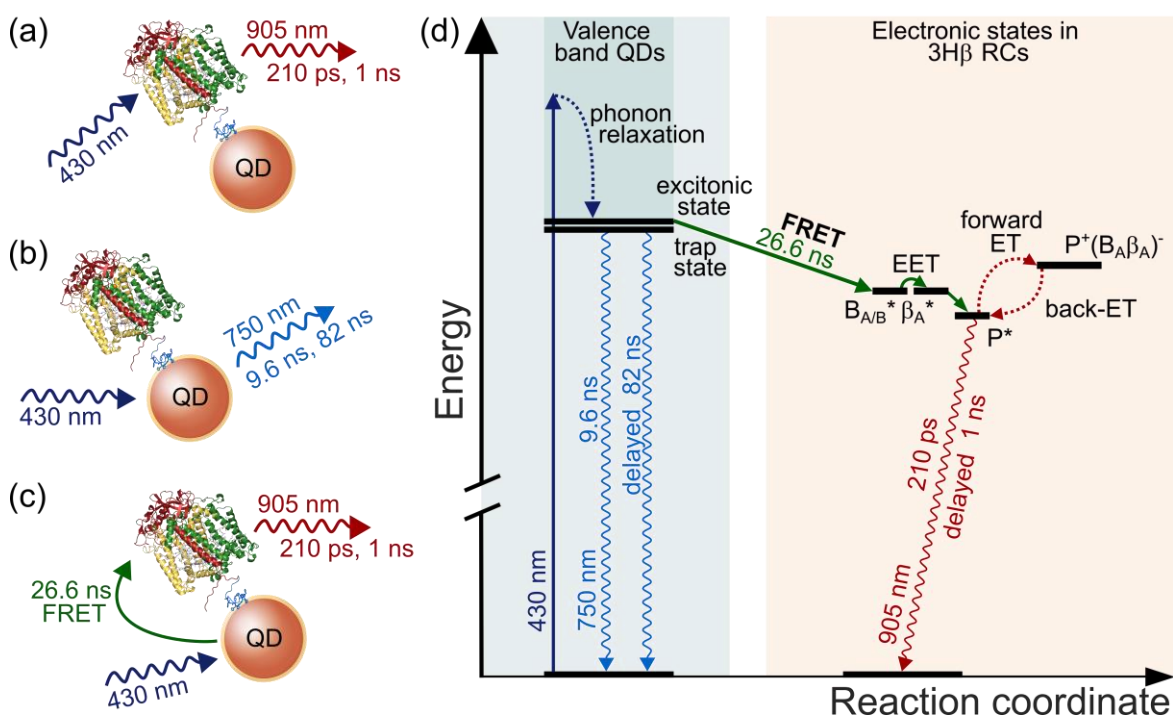 (a)
905 nm
210 ps, 1 ns
430 nm
QD
(b)
750 nm
9.6 ns, 82 ns
430 nm
QD
(c)
905 nm
210 ps, 1 ns
26.6 ns
FRET
430 nm
QD
(d)
Energy
Reaction coordinate
Valence
band QDs
phonon
relaxation
excitonic
state
trap
state
430 nm
750 nm
9.6 ns
delayed 82 ns
FRET
26.6 ns
Electronic states in
3Hβ RCs
EET
B_A/B* β_A*
P*
forward
ET
P⁺(B_Aβ_A)⁻
back-ET
210 ps
delayed 1 ns
905 nm